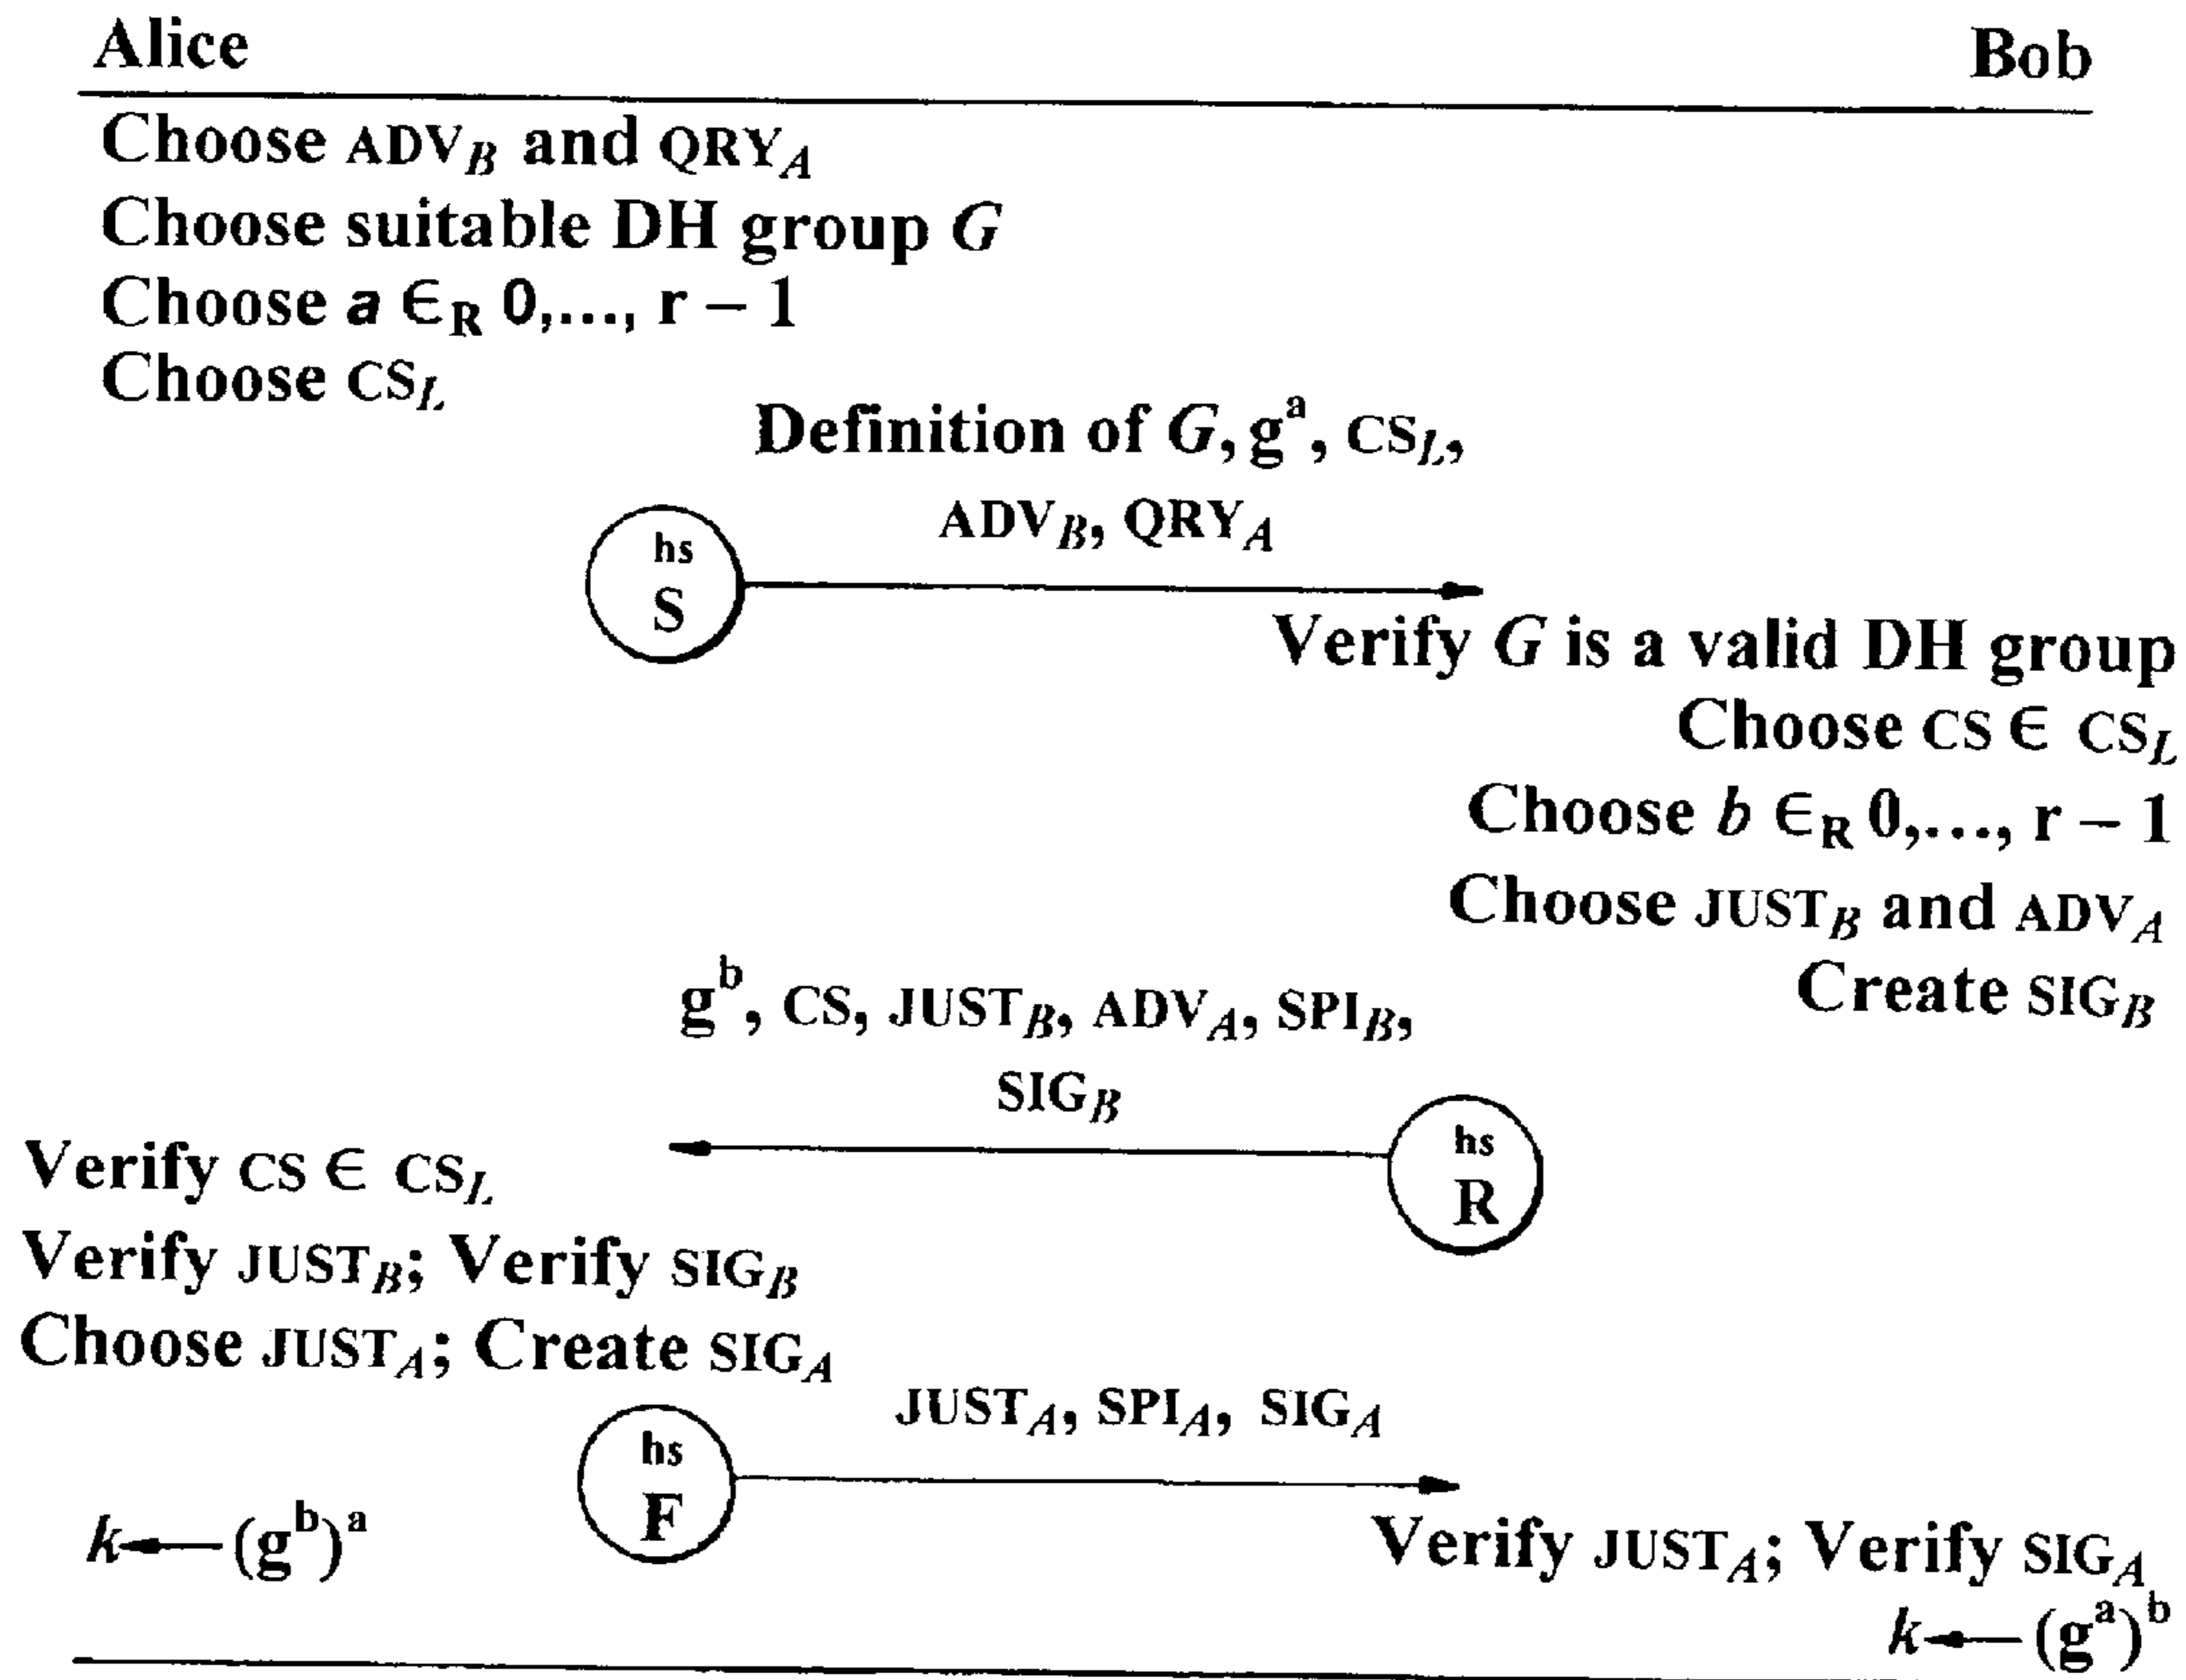 Alice Bob
Choose ADV_B and QRY_A
Choose suitable DH group G
Choose a ∈_R 0,..., r – 1
Choose CS_L
Definition of G, g^a, CS_L,
ADV_B, QRY_A
hs
S
Verify G is a valid DH group
Choose CS ∈ CS_L
Choose b ∈_R 0,..., r – 1
Choose JUST_B and ADV_A
Create SIG_B
g^b, CS, JUST_B, ADV_A, SPI_B,
SIG_B
hs
R
Verify CS ∈ CS_L
Verify JUST_B; Verify SIG_B
Choose JUST_A; Create SIG_A
JUST_A, SPI_A, SIG_A
hs
F
k ← (g^b)^a
Verify JUST_A; Verify SIG_A
k ← (g^a)^b